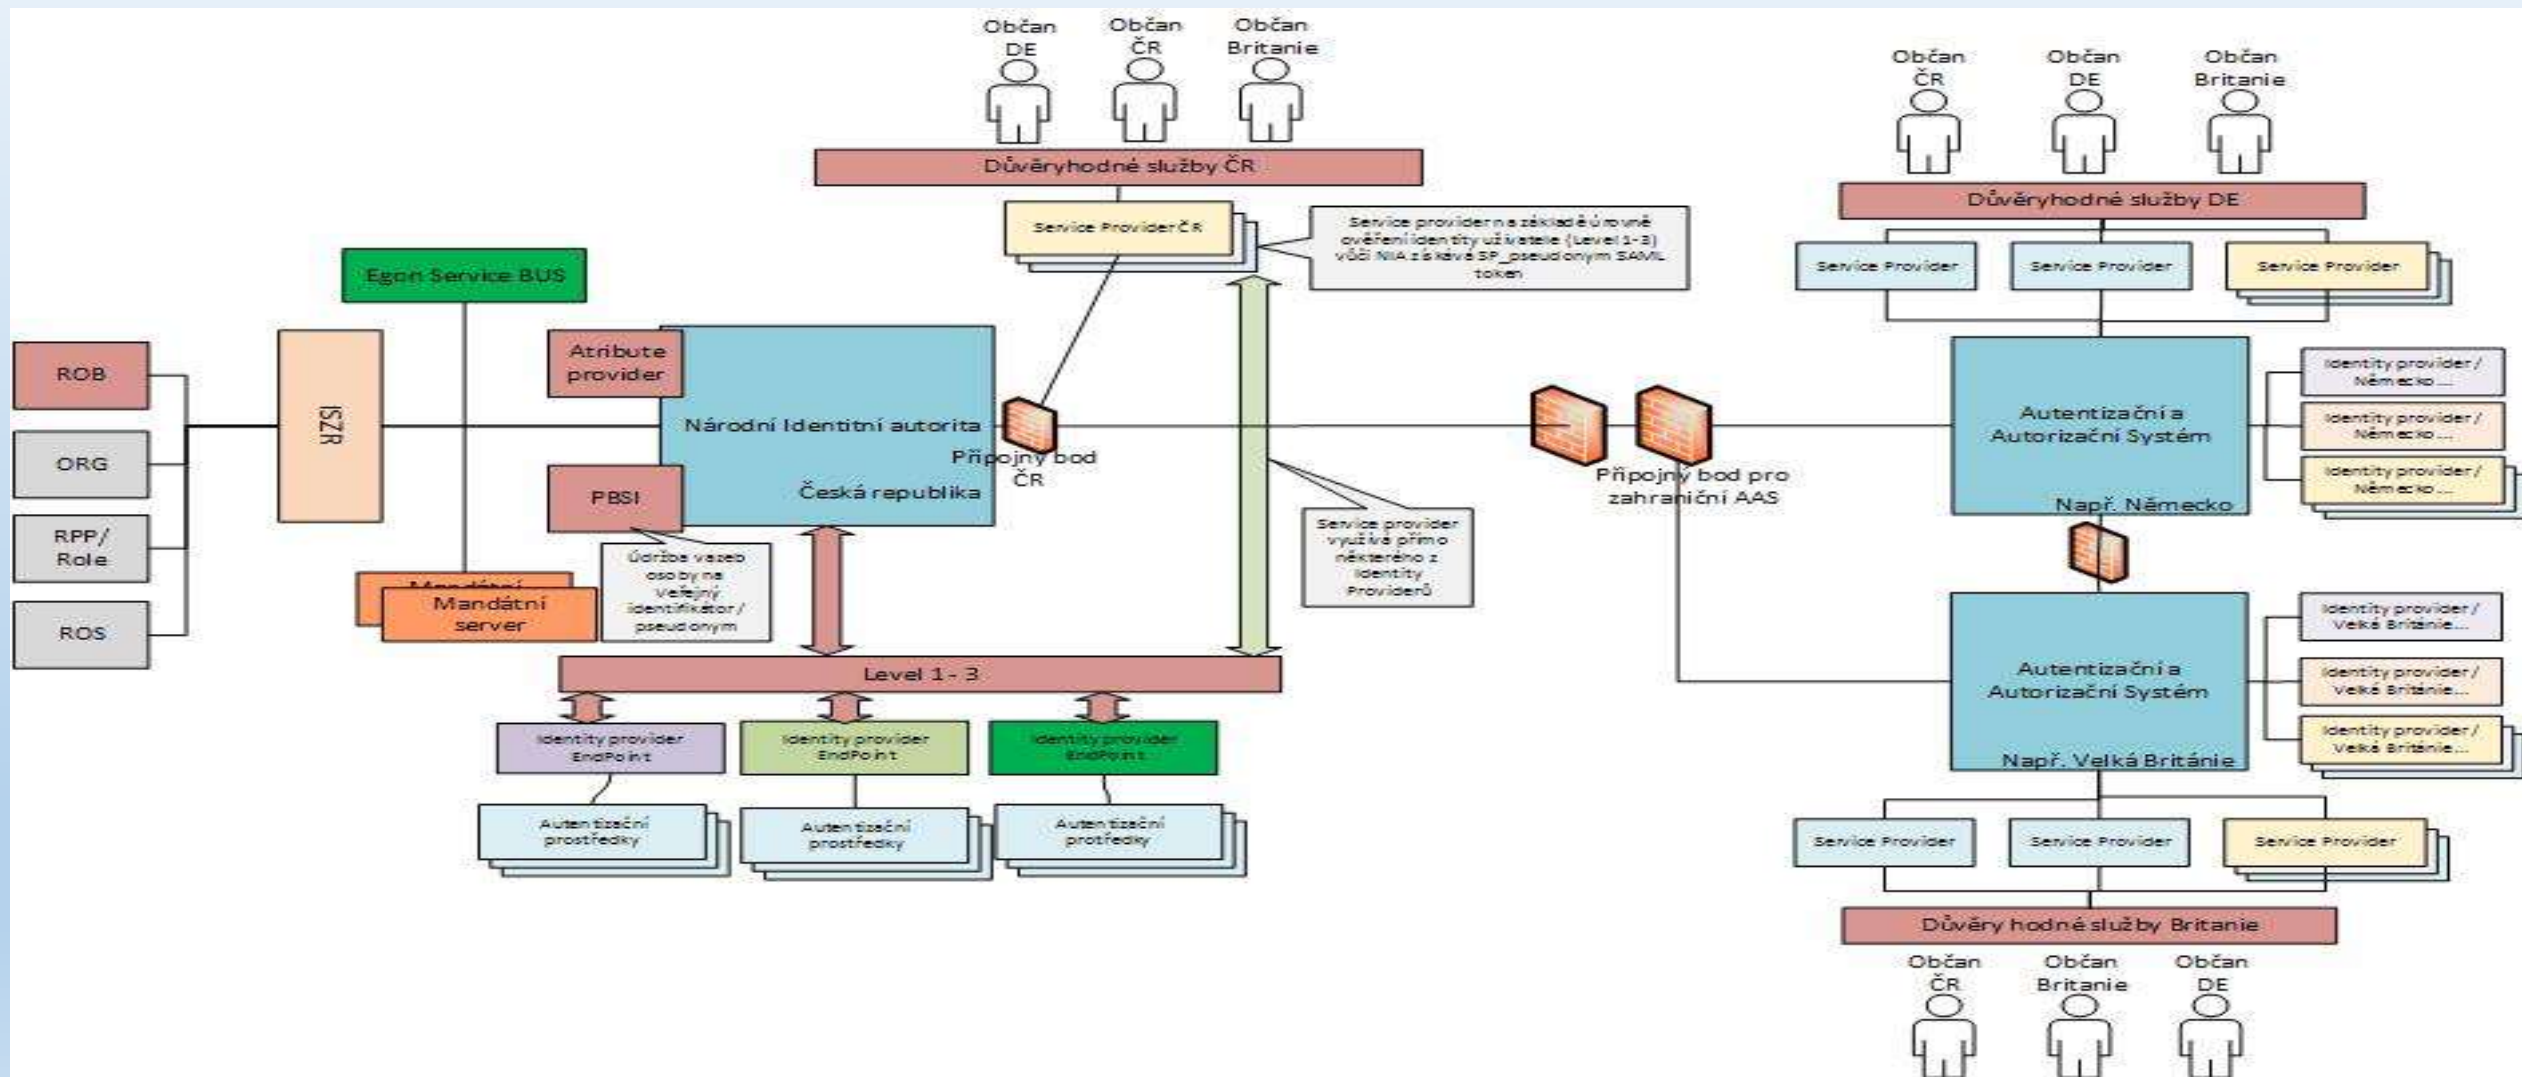 Občan
DE
Občan
ČR
Občan
Britanie
Důvěryhodné služby ČR
Service Provider ČR
Service provider na základě úrovně
ověření identity uživatele (Level 1-3)
vůči NIA získává SP_pseudonym SAML
token
Občan
ČR
Občan
DE
Občan
Britanie
Důvěryhodné služby DE
Service Provider
Service Provider
Service Provider
Egon Service BUS
ROB
ORG
RPP/
Role
ROS
ISZR
Atribute
provider
Národní Identitní autorita
Česká republika
PBSI
Přípojný bod
ČR
Údržba vazeb
osoby na
veřejný
identifikátor /
pseudonym
Mandátní
Mandátní
server
Service provider
využívá přímo
některého z
Identity
Providerů
Přípojný bod pro
zahraniční AAS
Autentizační a
Autorizační Systém
Např. Německo
Identity provider /
Německo ...
Identity provider /
Německo ...
Identity provider /
Německo ...
Level 1 - 3
Identity provider
EndPoint
Identity provider
EndPoint
Identity provider
EndPoint
Autentizační
prostředky
Autentizační
prostředky
Autentizační
prostředky
Autentizační a
Autorizační Systém
Např. Velká Británie
Identity provider /
Velká Británie...
Identity provider /
Velká Británie...
Identity provider /
Velká Británie...
Service Provider
Service Provider
Service Provider
Důvěry hodné služby Britanie
Občan
ČR
Občan
Britanie
Občan
DE